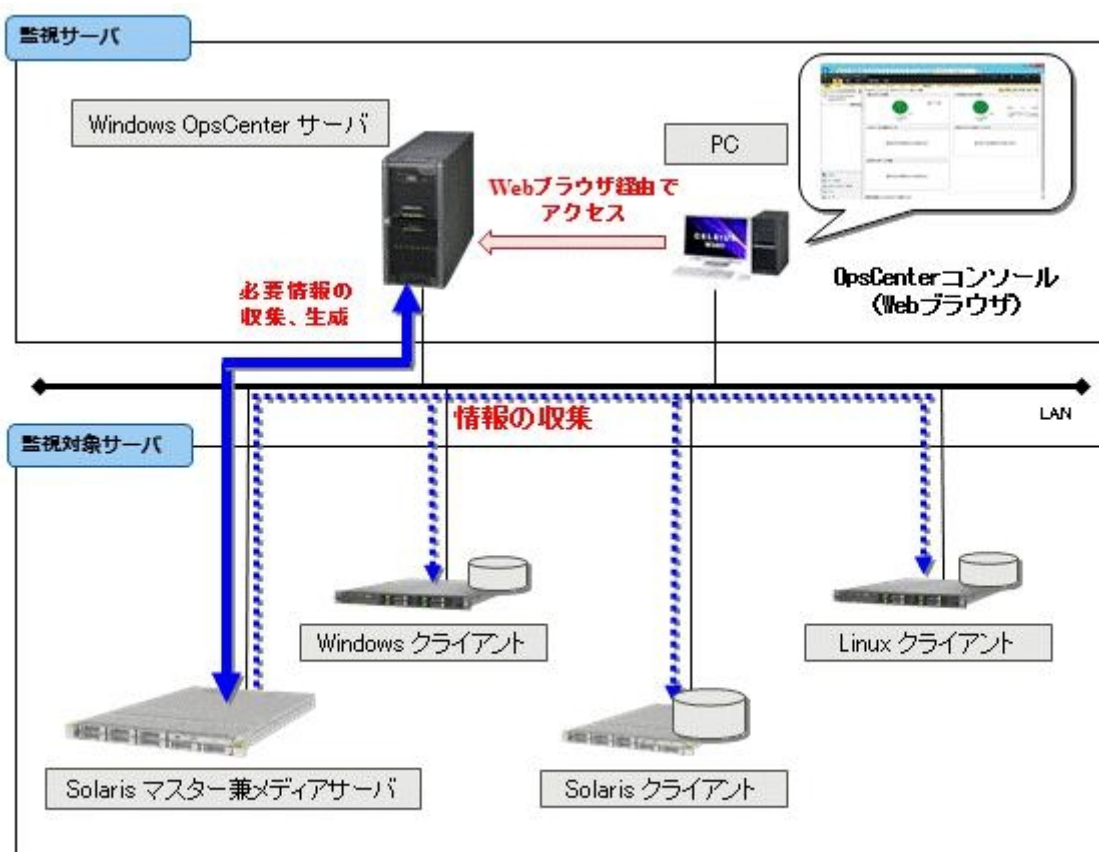 監視サーバ
Windows OpsCenter サーバ
PC
Webブラウザ経由で
アクセス
CELSIUS
必要情報の
収集、生成
OpsCenterコンソール
(Webブラウザ)
LAN
情報の収集
監視対象サーバ
Windows クライアント
Linux クライアント
Solaris マスター兼メディアサーバ
Solaris クライアント